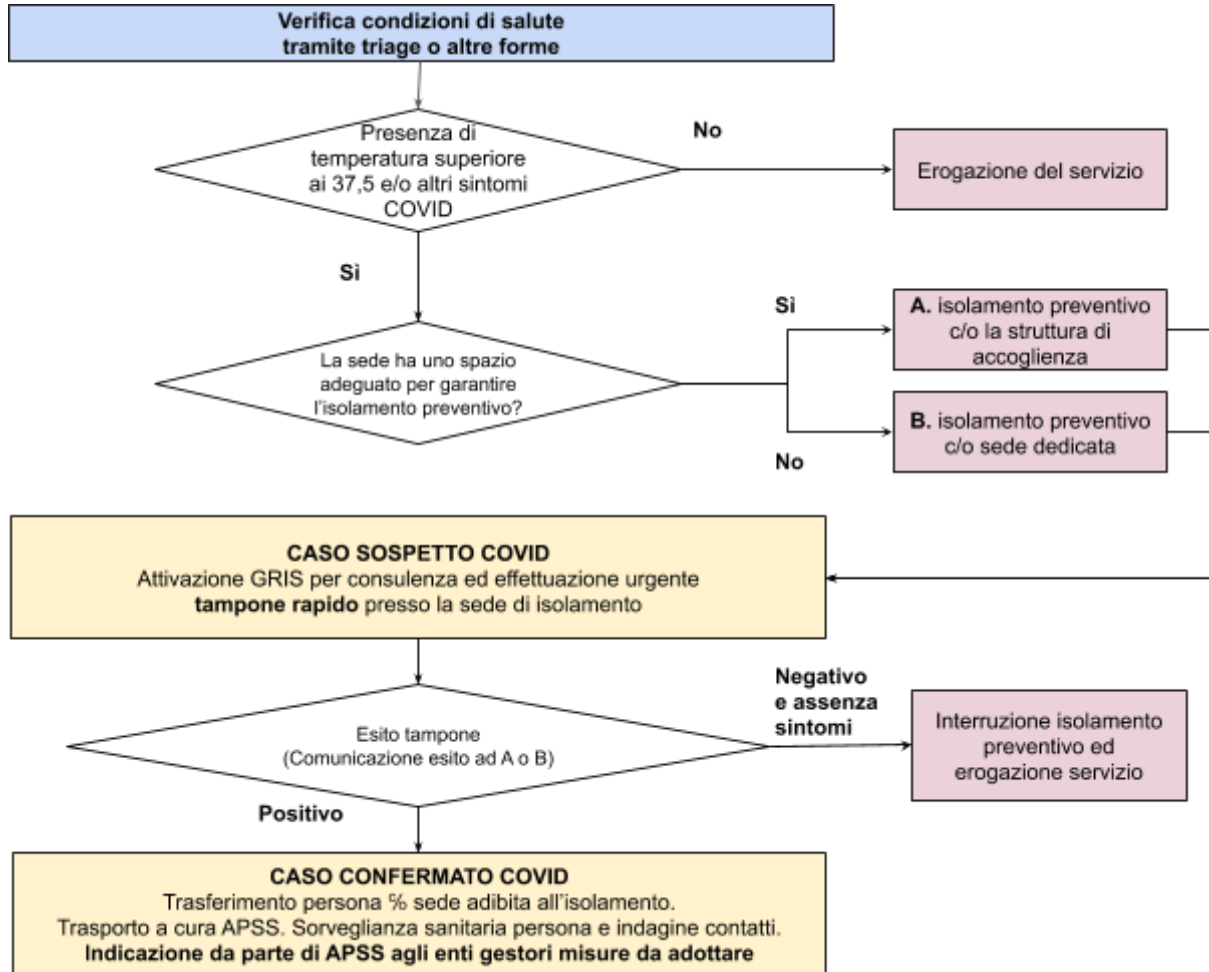 Verifica condizioni di salute
tramite triage o altre forme
Presenza di
temperatura superiore
ai 37,5 e/o altri sintomi
COVID
No
Erogazione del servizio
Sì
La sede ha uno spazio
adeguato per garantire
l'isolamento preventivo?
Sì
A. isolamento preventivo
c/o la struttura di
accoglienza
No
B. isolamento preventivo
c/o sede dedicata
CASO SOSPETTO COVID
Attivazione GRIS per consulenza ed effettuazione urgente
tampone rapido presso la sede di isolamento
Esito tampone
(Comunicazione esito ad A o B)
Negativo
e assenza
sintomi
Interruzione isolamento
preventivo ed
erogazione servizio
Positivo
CASO CONFERMATO COVID
Trasferimento persona ℅ sede adibita all'isolamento.
Trasporto a cura APSS. Sorveglianza sanitaria persona e indagine contatti.
Indicazione da parte di APSS agli enti gestori misure da adottare